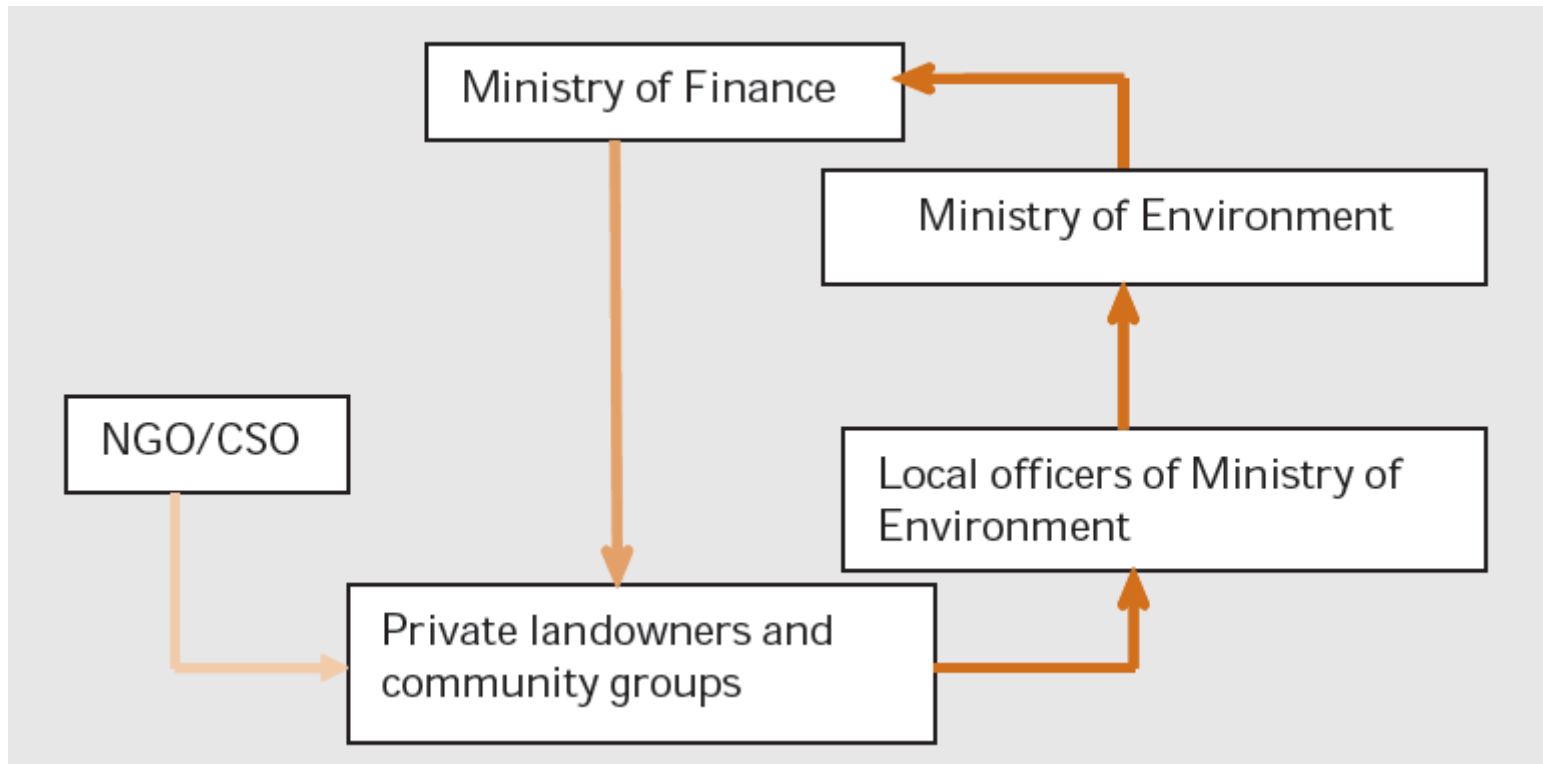 Ministry of Finance
Ministry of Environment
NGO/CSO
Local officers of Ministry of
Environment
Private landowners and
community groups